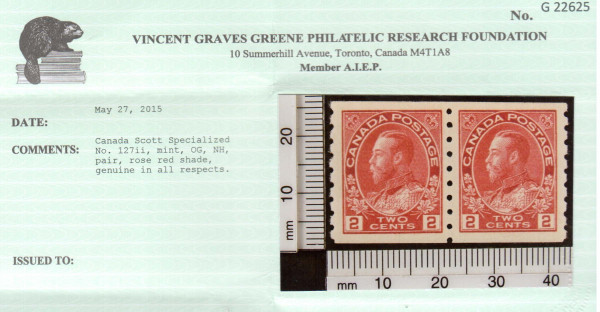 No. G 22625
VINCENT GRAVES GREENE PHILATELIC RESEARCH FOUNDATION
10 Summerhill Avenue, Toronto, Canada M4T1A8
Member A.I.E.P.
DATE: May 27, 2015
COMMENTS: Canada Scott Specialized
No. 127ii, mint, OG, NH,
pair, rose red shade,
genuine in all respects.
ISSUED TO:
20
10
mm
CANADA POSTAGE
2 TWO CENTS 2
CANADA POSTAGE
2 TWO CENTS 2
mm 10 20 30 40